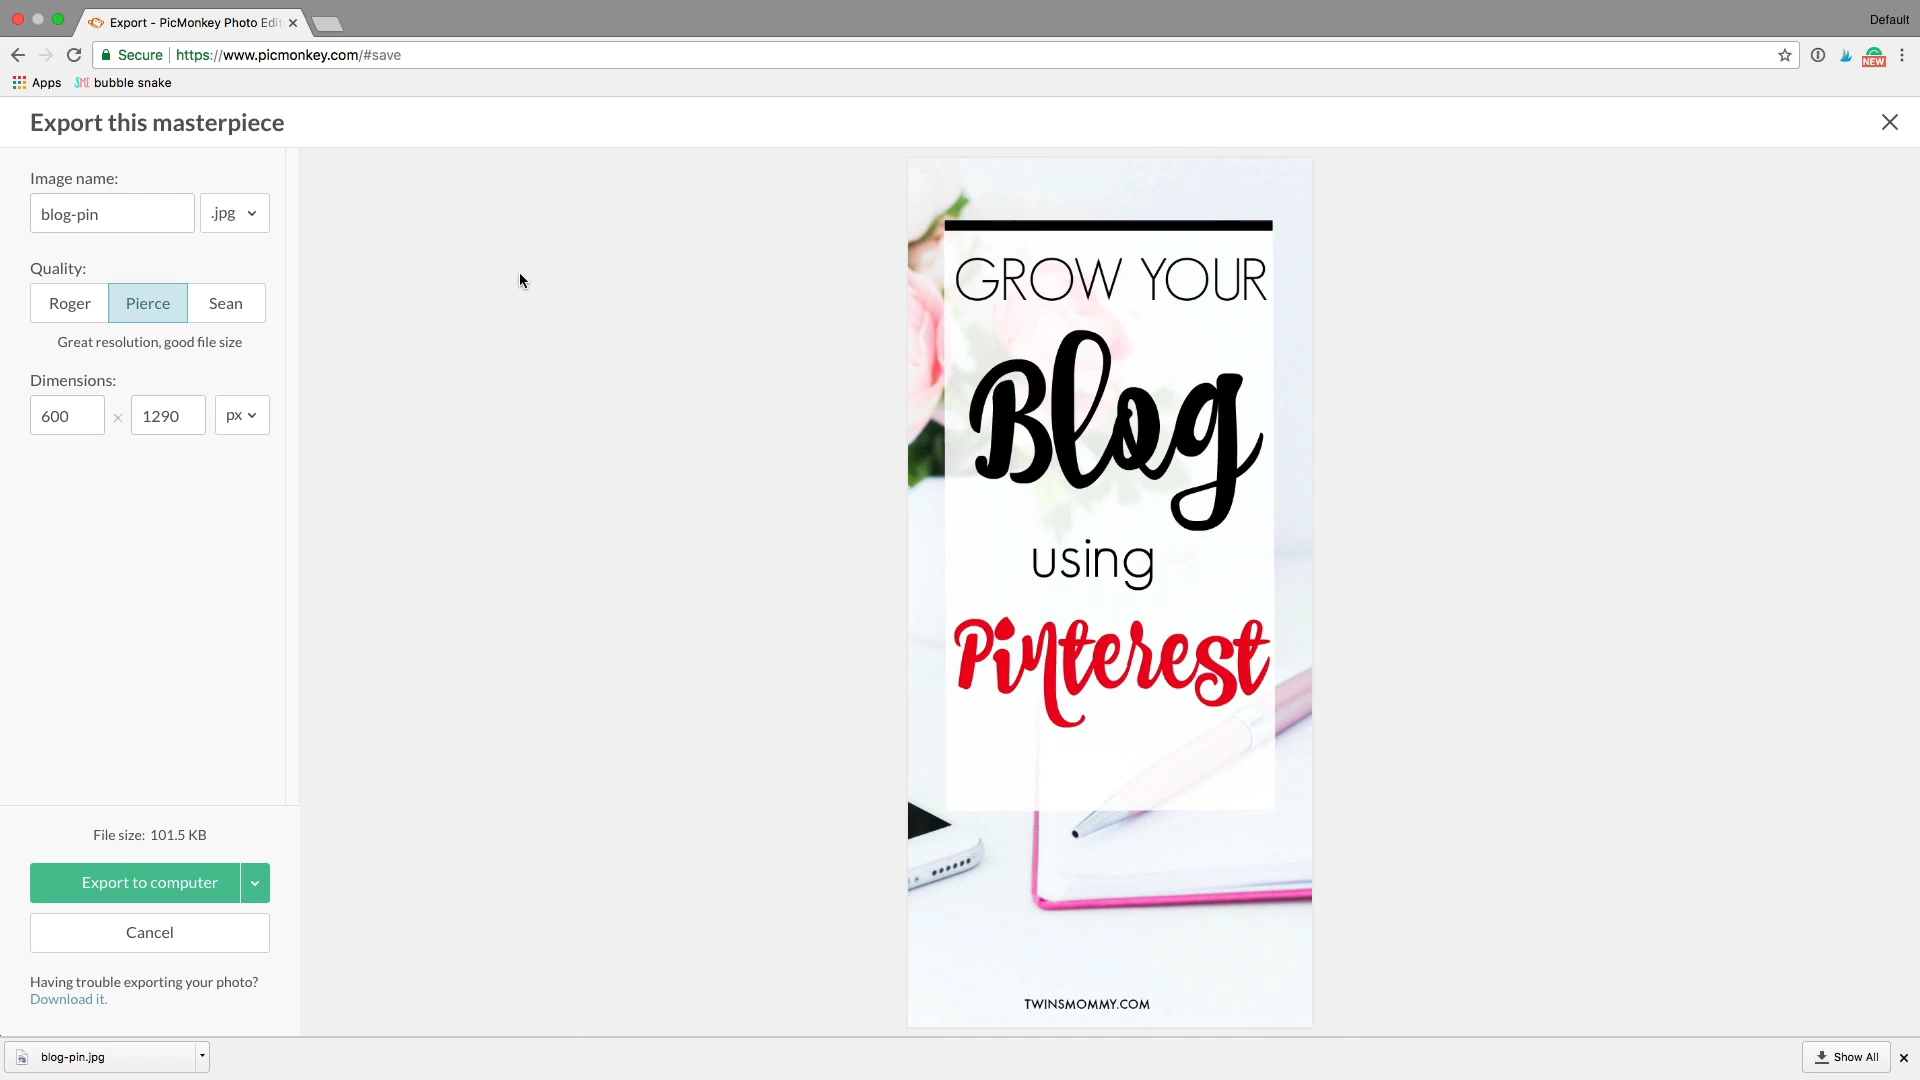 Export - PicMonkey Photo Edit
Default
Secure
https://www.picmonkey.com/#save
NEW
Apps
bubble snake
Export this masterpiece
Image name:
blog-pin
.jpg
Quality:
Roger
Pierce
Sean
Great resolution, good file size
Dimensions:
600
×
1290
px
File size: 101.5 KB
Export to computer
Cancel
Having trouble exporting your photo?
Download it.
GROW YOUR
Blog
using
Pinterest
TWINSMOMMY.COM
blog-pin.jpg
Show All